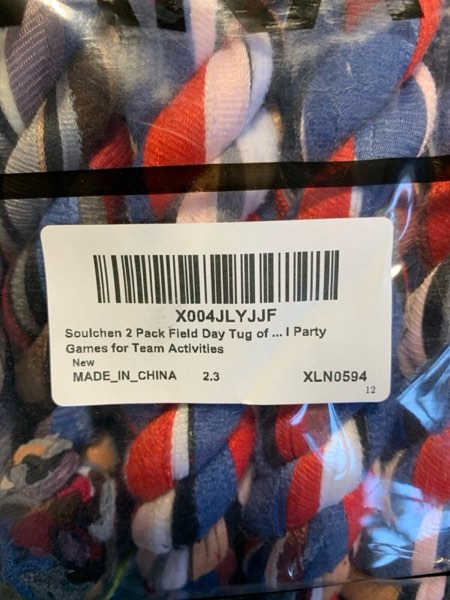 X004JLYJJF
Soulchen 2 Pack Field Day Tug of ... l Party
Games for Team Activities
New
MADE_IN_CHINA 2.3 XLN0594
12